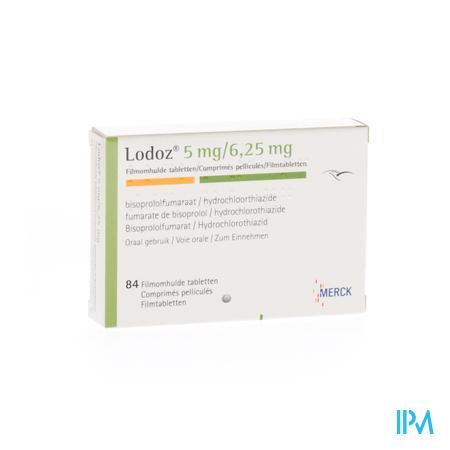 Lodoz® 5 mg/6,25 mg
Filmomhulde tabletten/Comprimés pelliculés/Filmtabletten
bisoprololfumaraat / hydrochloorthiazide
fumarate de bisoprolol / hydrochlorothiazide
Bisoprololfumarat / Hydrochlorothiazid
Oraal gebruik / Voie orale / Zum Einnehmen
84 Filmomhulde tabletten
Comprimés pelliculés
Filmtabletten
MERCK
IPM